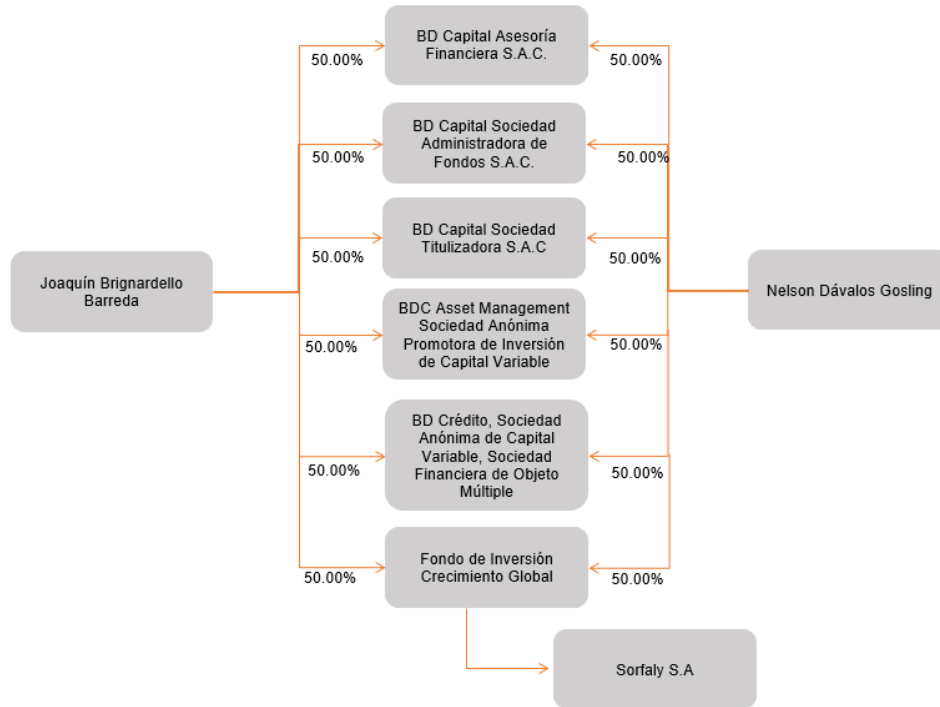 BD Capital Asesoría
Financiera S.A.C.
50.00%
50.00%
BD Capital Sociedad
Administradora de
Fondos S.A.C.
50.00%
50.00%
BD Capital Sociedad
Titulizadora S.A.C
50.00%
50.00%
Joaquín Brignardello
Barreda
Nelson Dávalos Gosling
BDC Asset Management
Sociedad Anónima
Promotora de Inversión
de Capital Variable
50.00%
50.00%
BD Crédito, Sociedad
Anónima de Capital
Variable, Sociedad
Financiera de Objeto
Múltiple
50.00%
50.00%
Fondo de Inversión
Crecimiento Global
50.00%
50.00%
Sorfaly S.A